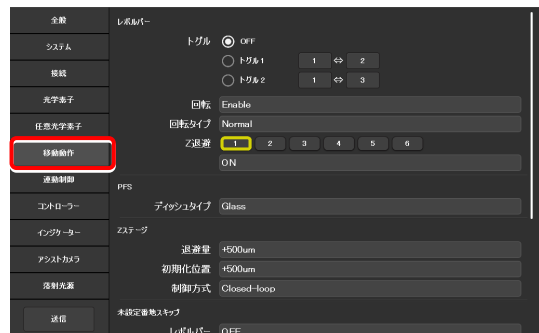 全般
システム
接続
光学素子
任意光学素子
移動動作
連動制御
コントローラー
インジケーター
アシストカメラ
落射光源
送信
レボルバー
トグル OFF
トグル1 1 ⇔ 2
トグル2 1 ⇔ 3
回転 Enable
回転タイプ Normal
Z退避 1 2 3 4 5 6
ON
PFS
ディッシュタイプ Glass
Zステージ
退避量 +500um
初期化位置 +500um
制御方式 Closed-loop
未設定番地スキップ
レボルバー OFF